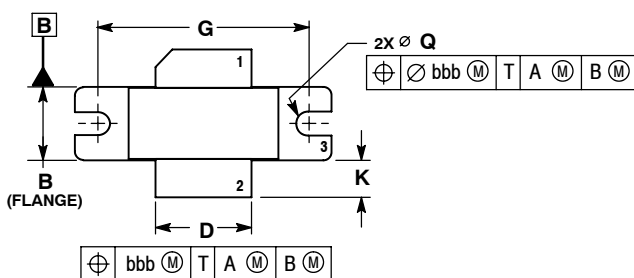 B
G
2X ⌀ Q
1
⌖ ⌀ bbb Ⓜ T A Ⓜ B Ⓜ
3
B
(FLANGE)
2
K
D
⌖ bbb Ⓜ T A Ⓜ B Ⓜ